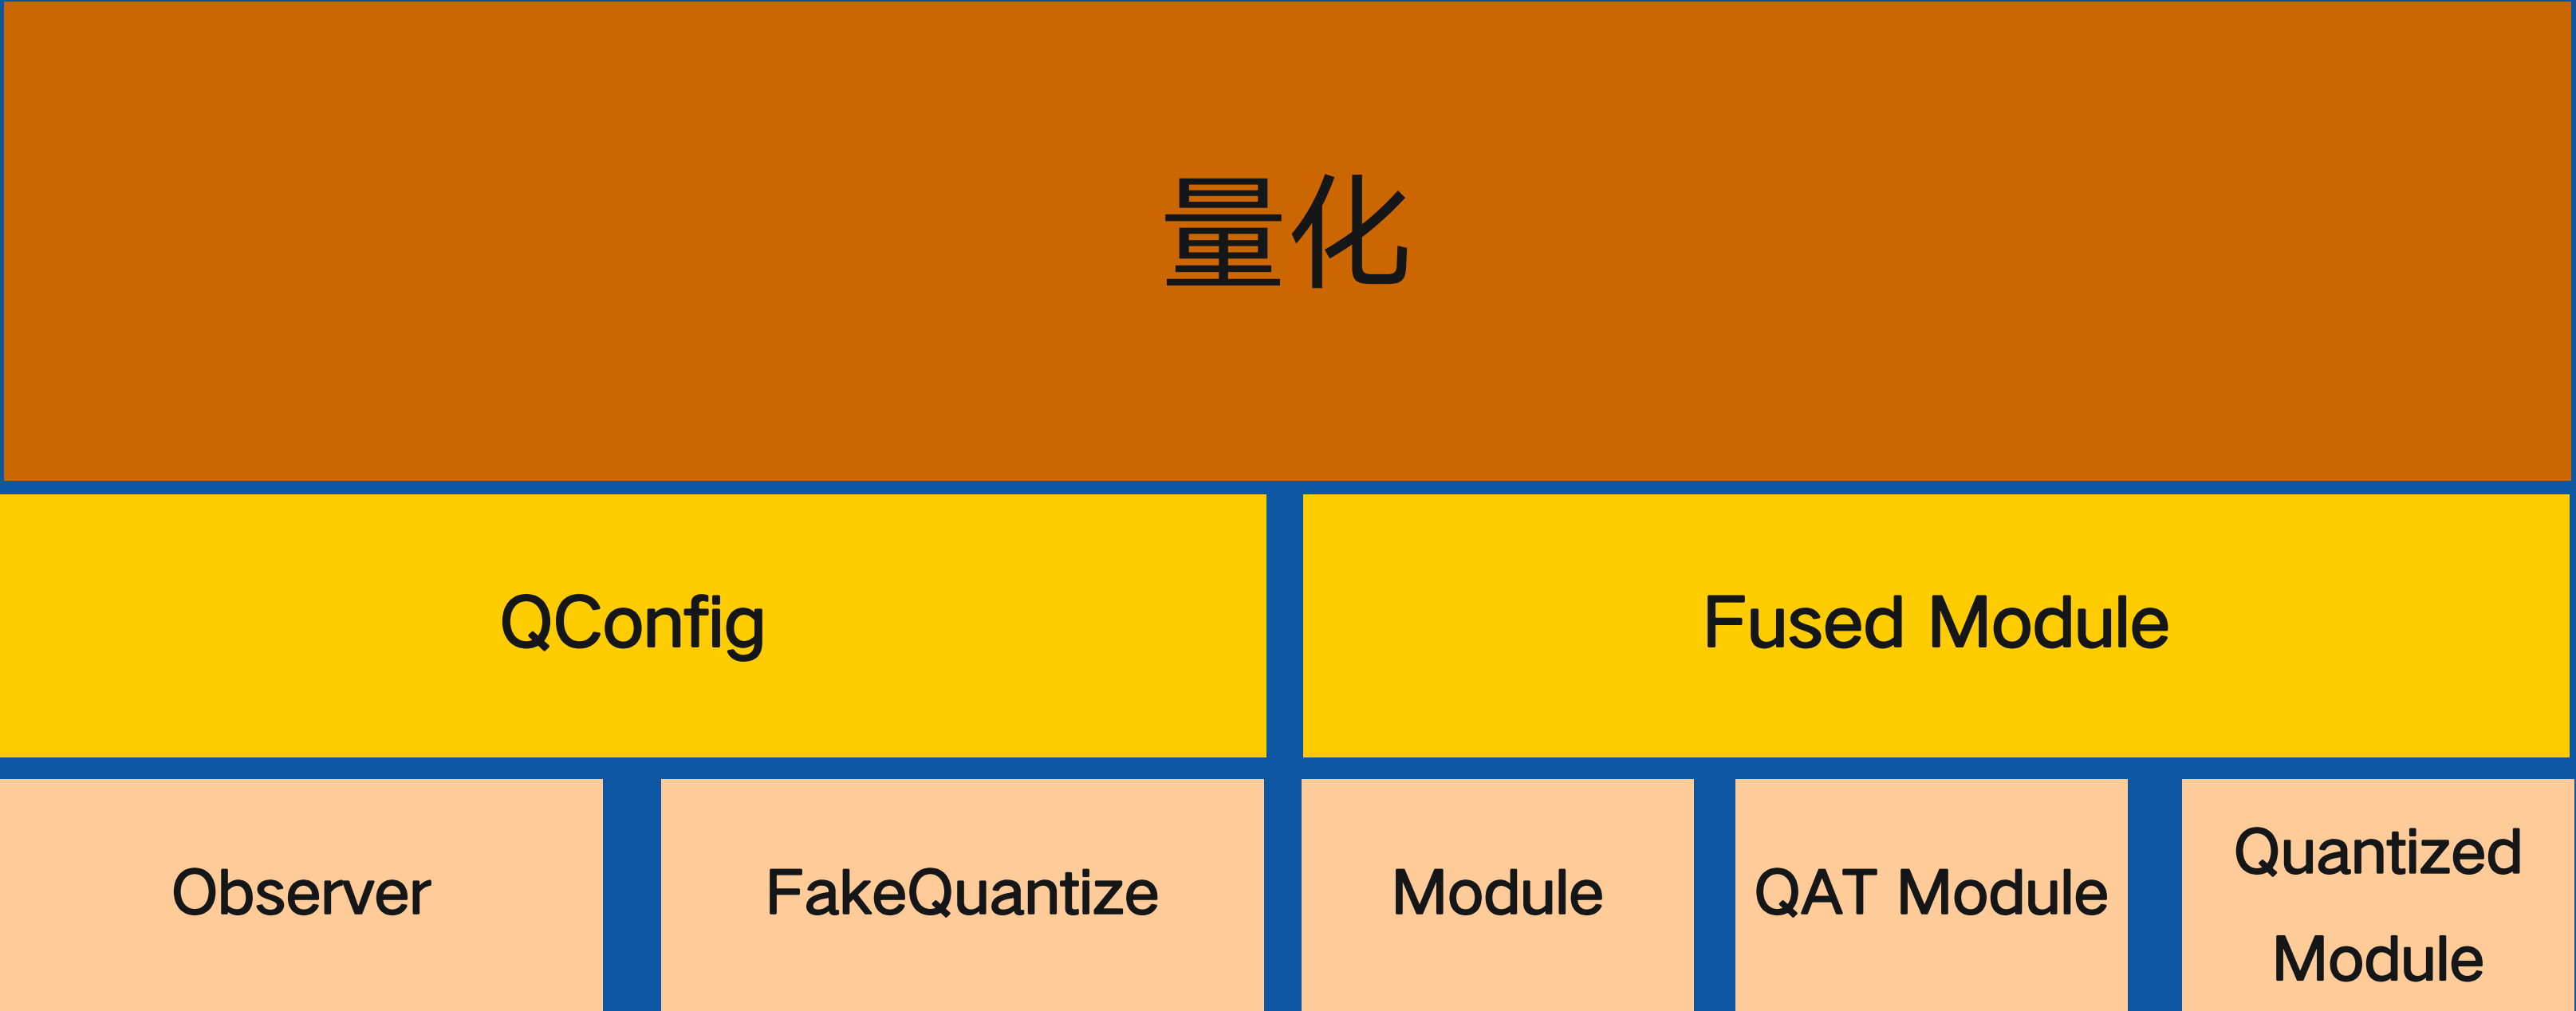 量化
QConfig
Fused Module
Observer
FakeQuantize
Module
QAT Module
Quantized
Module